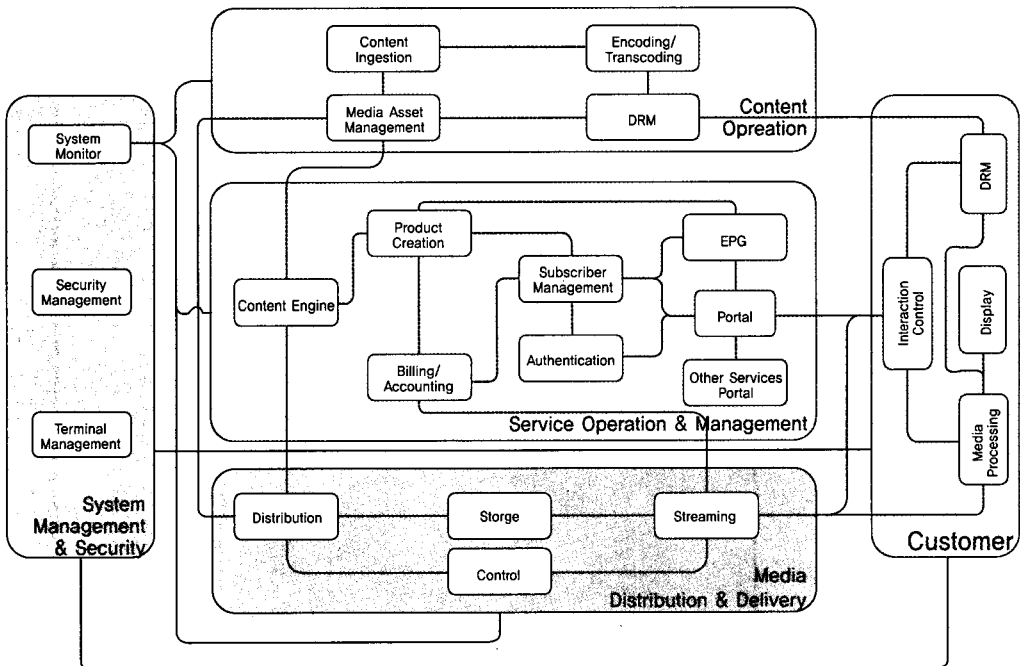 Content
Ingestion
Encoding/
Transcoding
Media Asset
Management
DRM
Content
Opreation
System
Monitor
Security
Management
Terminal
Management
System
Management
& Security
Product
Creation
EPG
Subscriber
Management
Content Engine
Portal
Authentication
Billing/
Accounting
Other Services
Portal
Service Operation & Management
Distribution
Storge
Streaming
Control
Media
Distribution & Delivery
DRM
Interaction
Control
Display
Media
Processing
Customer